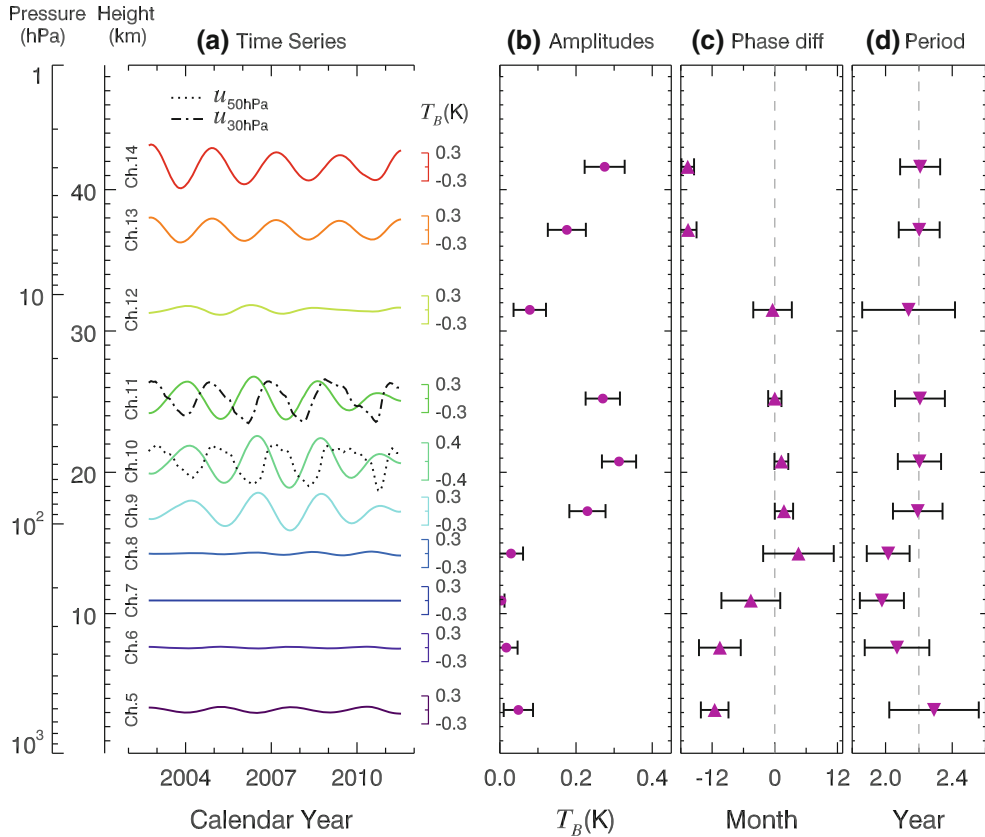 Pressure
(hPa)
Height
(km)
(a) Time Series
(b) Amplitudes
(c) Phase diff
(d) Period
1
10
10²
10³
40
30
20
10
2004 2007 2010
u50hPa
u30hPa
TB(K)
Ch.14
0.3
-0.3
Ch.13
0.3
-0.3
Ch.12
0.3
-0.3
Ch.11
0.3
-0.3
Ch.10
0.4
-0.4
Ch.9
0.3
-0.3
Ch.8
0.3
-0.3
Ch.7
0.3
-0.3
Ch.6
0.3
-0.3
Ch.5
0.3
-0.3
2004 2007 2010
0.0 0.2 0.4
-12 0 12
2.0 2.4
Calendar Year
TB(K)
Month
Year